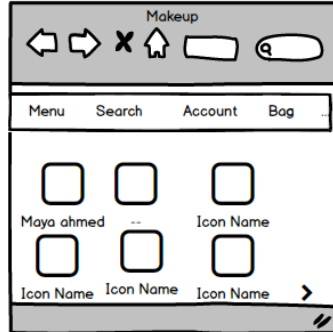 Makeup
Menu Search Account Bag ...
Maya ahmed -- Icon Name
Icon Name Icon Name Icon Name